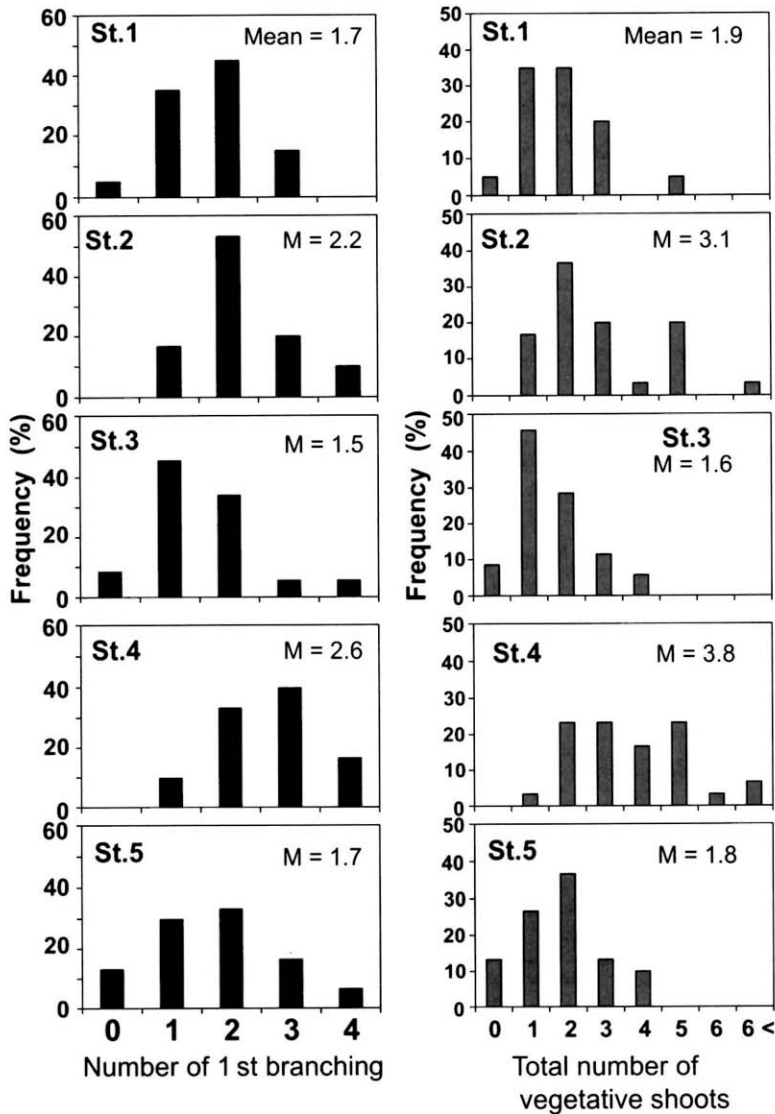 60 St.1 Mean = 1.7
40
20
0
60 St.2 M = 2.2
40
20
0
60 St.3 M = 1.5
40
20
0
60 St.4 M = 2.6
40
20
0
60 St.5 M = 1.7
40
20
0
Frequency (%)
0 1 2 3 4
Number of 1 st branching
50 St.1 Mean = 1.9
40
30
20
10
0
50 St.2 M = 3.1
40
30
20
10
0
50 St.3
40 M = 1.6
30
20
10
0
50 St.4 M = 3.8
40
30
20
10
0
50 St.5 M = 1.8
40
30
20
10
0
Frequency (%)
0 1 2 3 4 5 6 6 <
Total number of
vegetative shoots